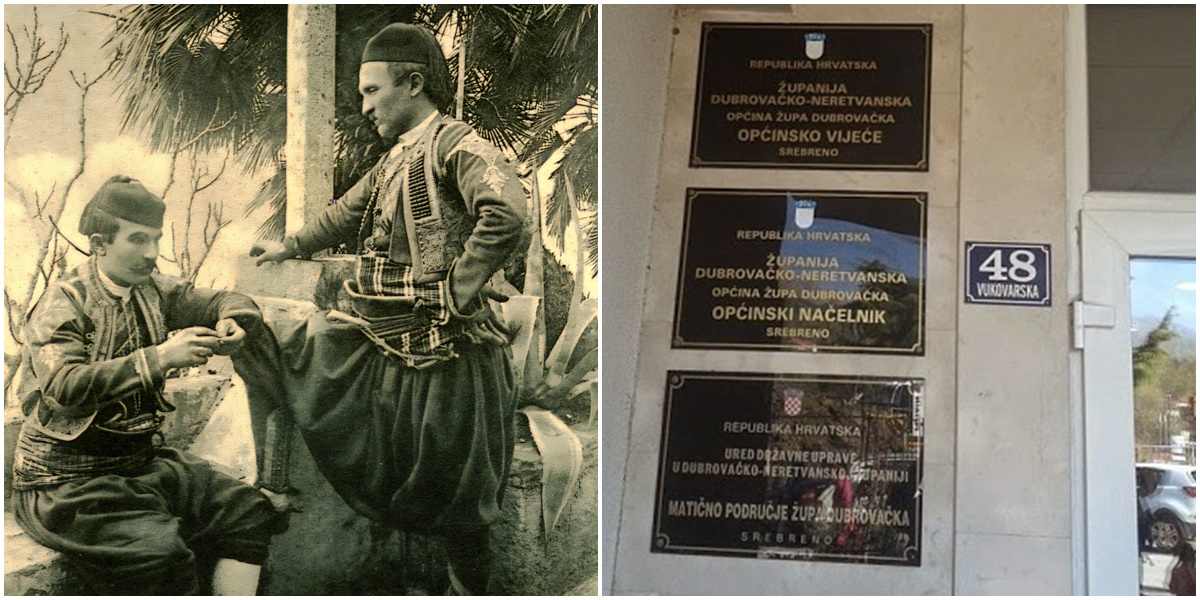 REPUBLIKA HRVATSKA
ŽUPANIJA
DUBROVAČKO-NERETVANSKA
OPĆINA ŽUPA DUBROVAČKA
OPĆINSKO VIJEĆE
SREBRENO
REPUBLIKA HRVATSKA
ŽUPANIJA
DUBROVAČKO-NERETVANSKA
OPĆINA ŽUPA DUBROVAČKA
OPĆINSKI NAČELNIK
SREBRENO
REPUBLIKA HRVATSKA
URED DRŽAVNE UPRAVE
U DUBROVAČKO-NERETVANSKOJ ŽUPANIJI
MATIČNO PODRUČJE ŽUPA DUBROVAČKA
SREBRENO
48
VUKOVARSKA